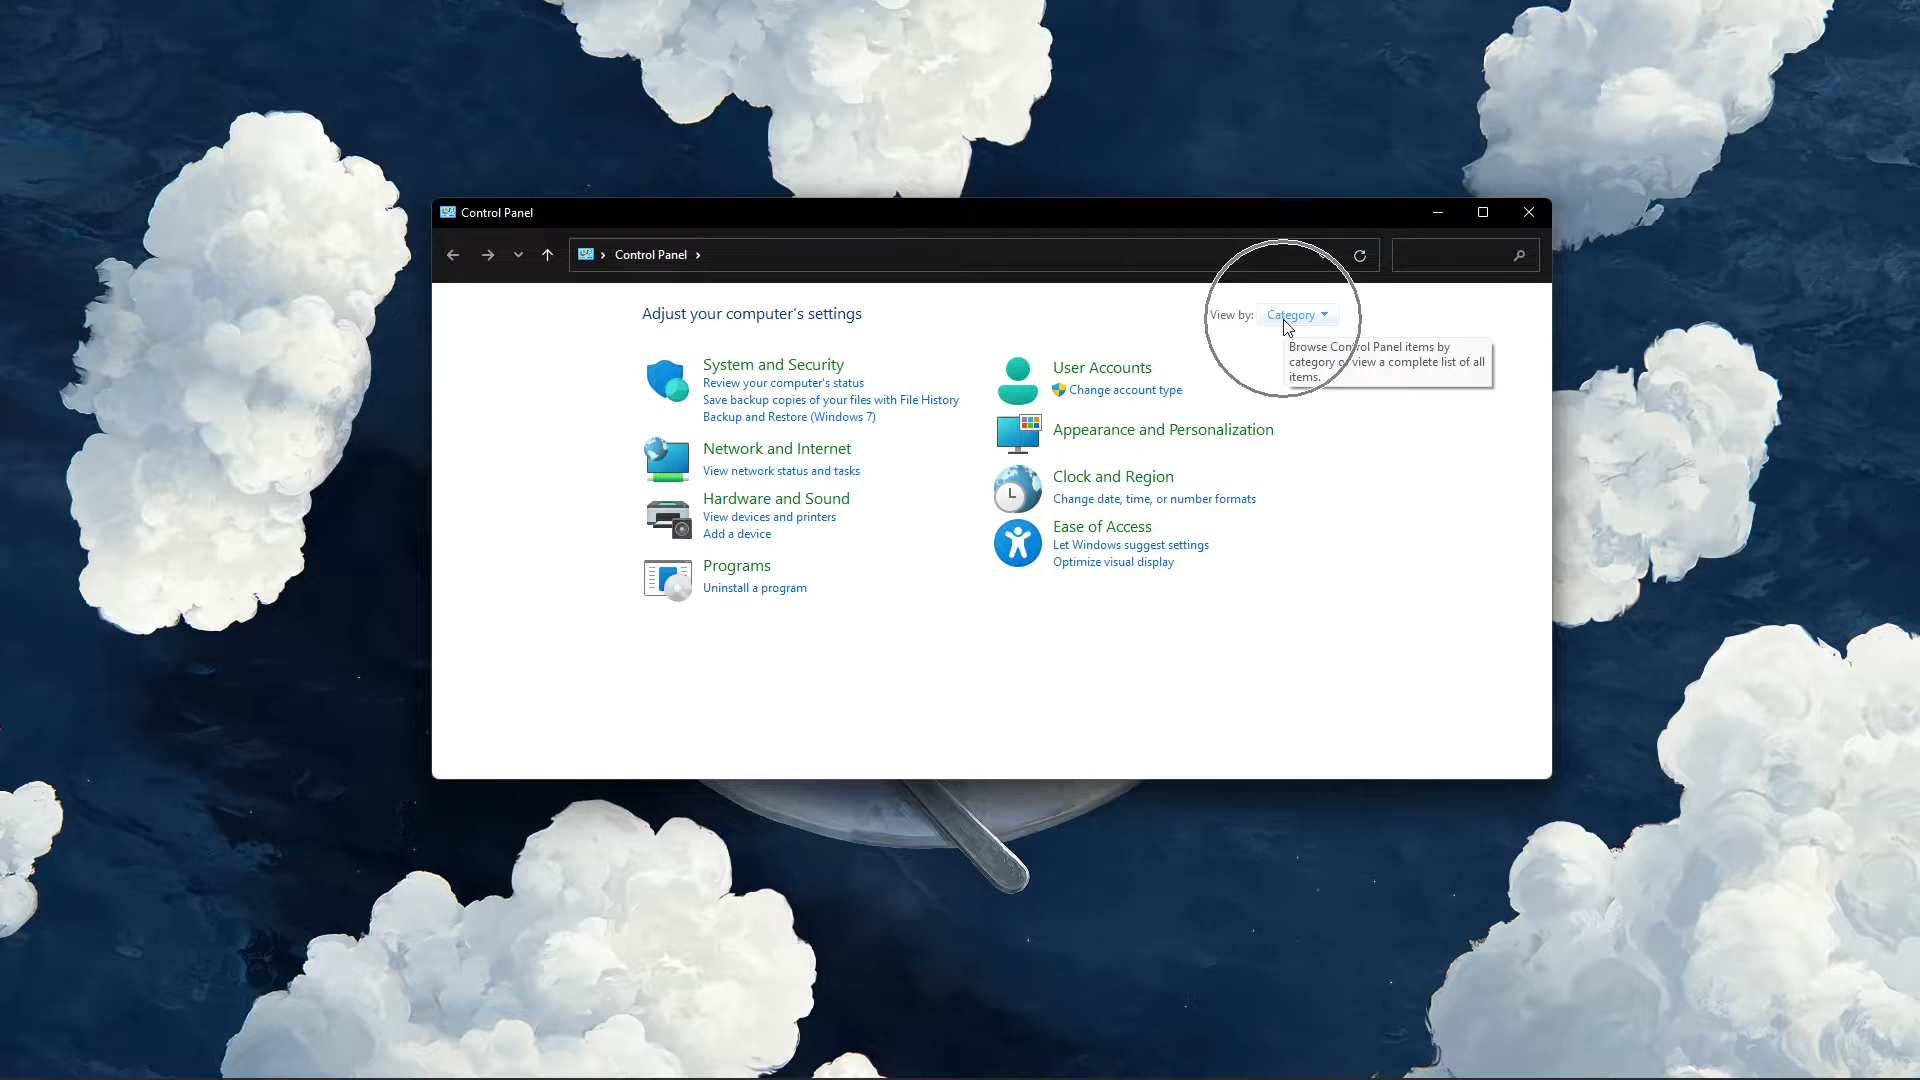 Control Panel
Control Panel
Adjust your computer's settings
View by: Category
Browse Control Panel items by
category or view a complete list of all
items.
System and Security
Review your computer's status
Save backup copies of your files with File History
Backup and Restore (Windows 7)
Network and Internet
View network status and tasks
Hardware and Sound
View devices and printers
Add a device
Programs
Uninstall a program
User Accounts
Change account type
Appearance and Personalization
Clock and Region
Change date, time, or number formats
Ease of Access
Let Windows suggest settings
Optimize visual display